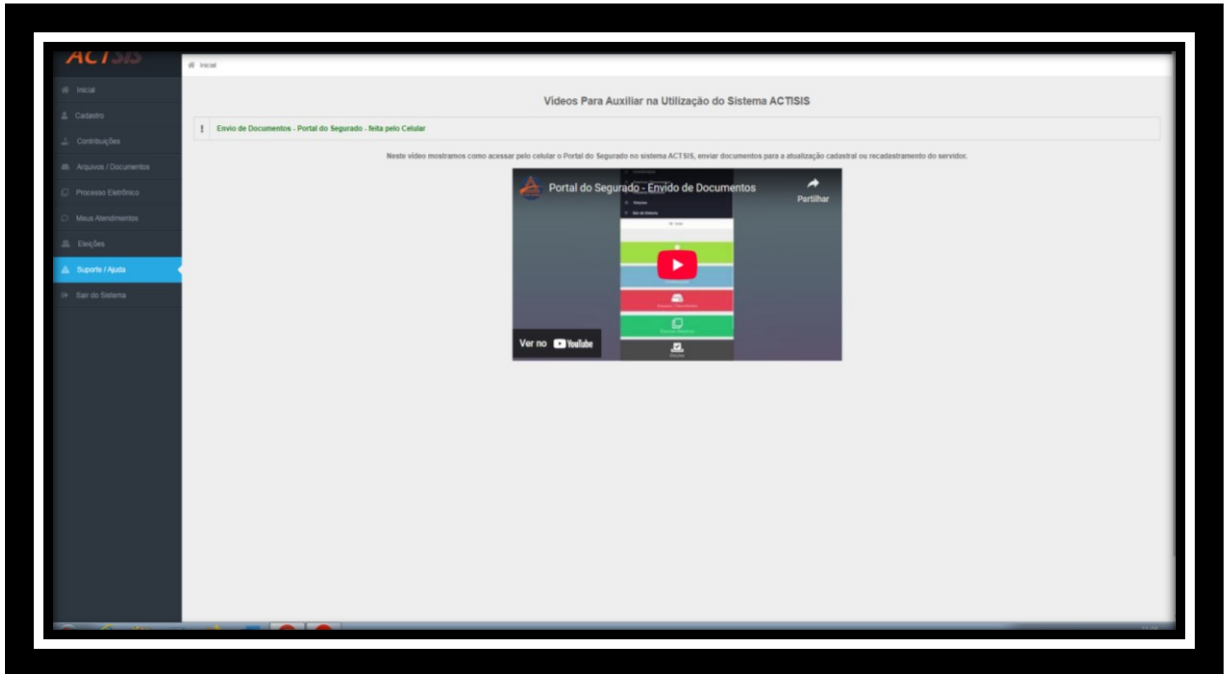 ACTSIS
Inicial
Inicial
Cadastro
Contribuições
Arquivos / Documentos
Processo Eletrônico
Meus Atendimentos
Eleições
Suporte / Ajuda
Sair do Sistema
Vídeos Para Auxiliar na Utilização do Sistema ACTISIS
! Envio de Documentos - Portal do Segurado - feita pelo Celular
Neste vídeo mostramos como acessar pelo celular o Portal do Segurado no sistema ACTSIS, enviar documentos para a atualização cadastral ou recadastramento do servidor.
Portal do Segurado - Envido de Documentos
Partilhar
Eleições
Ver no YouTube